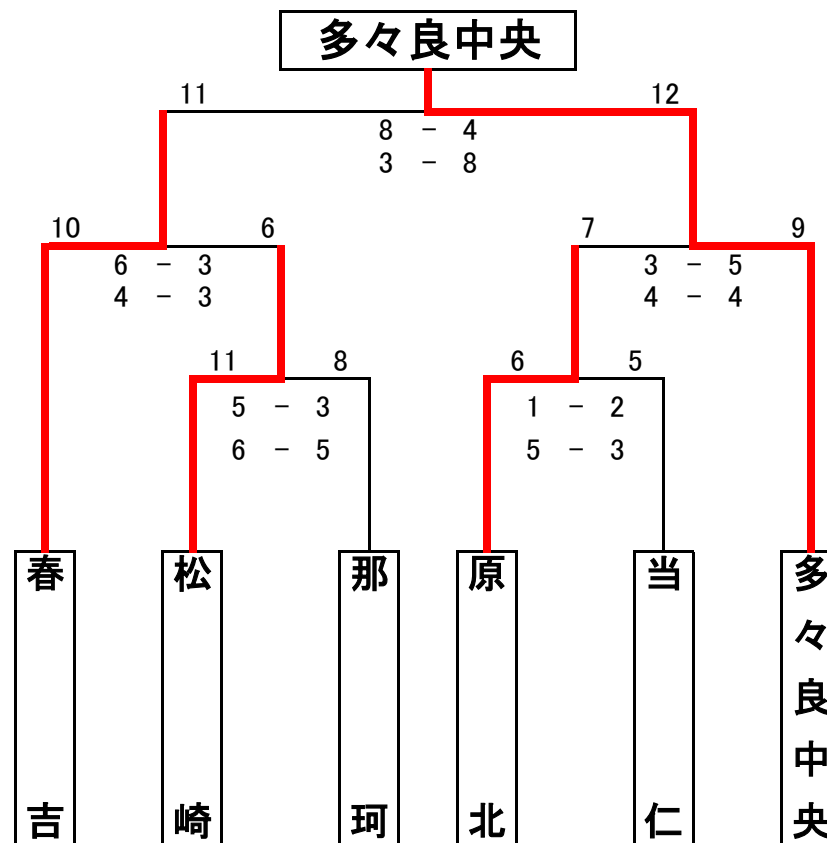 多々良中央
11 12
8 － 4
3 － 8
10 6 7 9
6 － 3 3 － 5
4 － 3 4 － 4
11 8 6 5
5 － 3 1 － 2
6 － 5 5 － 3
春吉
松崎
那珂
原北
当仁
多々良中央